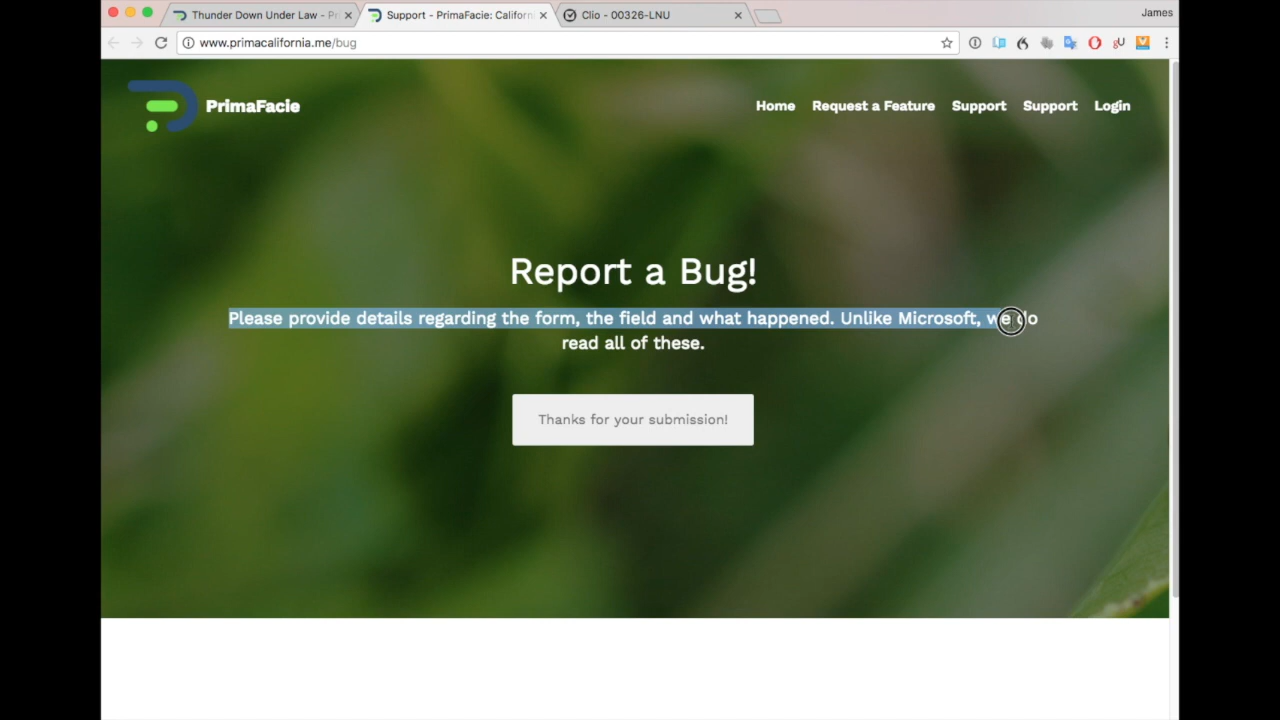 Thunder Down Under Law - Pri
Support - PrimaFacie: Californ
Clio - 00326-LNU
James
www.primacalifornia.me/bug
PrimaFacie
Home
Request a Feature
Support
Support
Login
Report a Bug!
Please provide details regarding the form, the field and what happened. Unlike Microsoft, we do
read all of these.
Thanks for your submission!